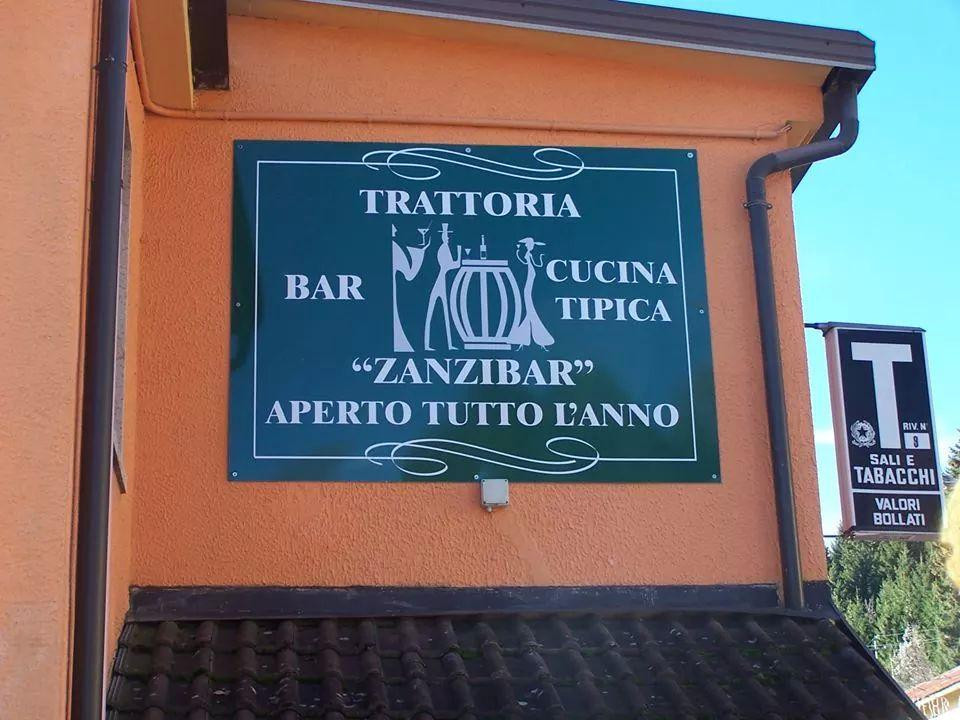 TRATTORIA
BAR
CUCINA
TIPICA
“ZANZIBAR”
APERTO TUTTO L'ANNO
T
RIV. N°
9
SALI E
TABACCHI
VALORI
BOLLATI